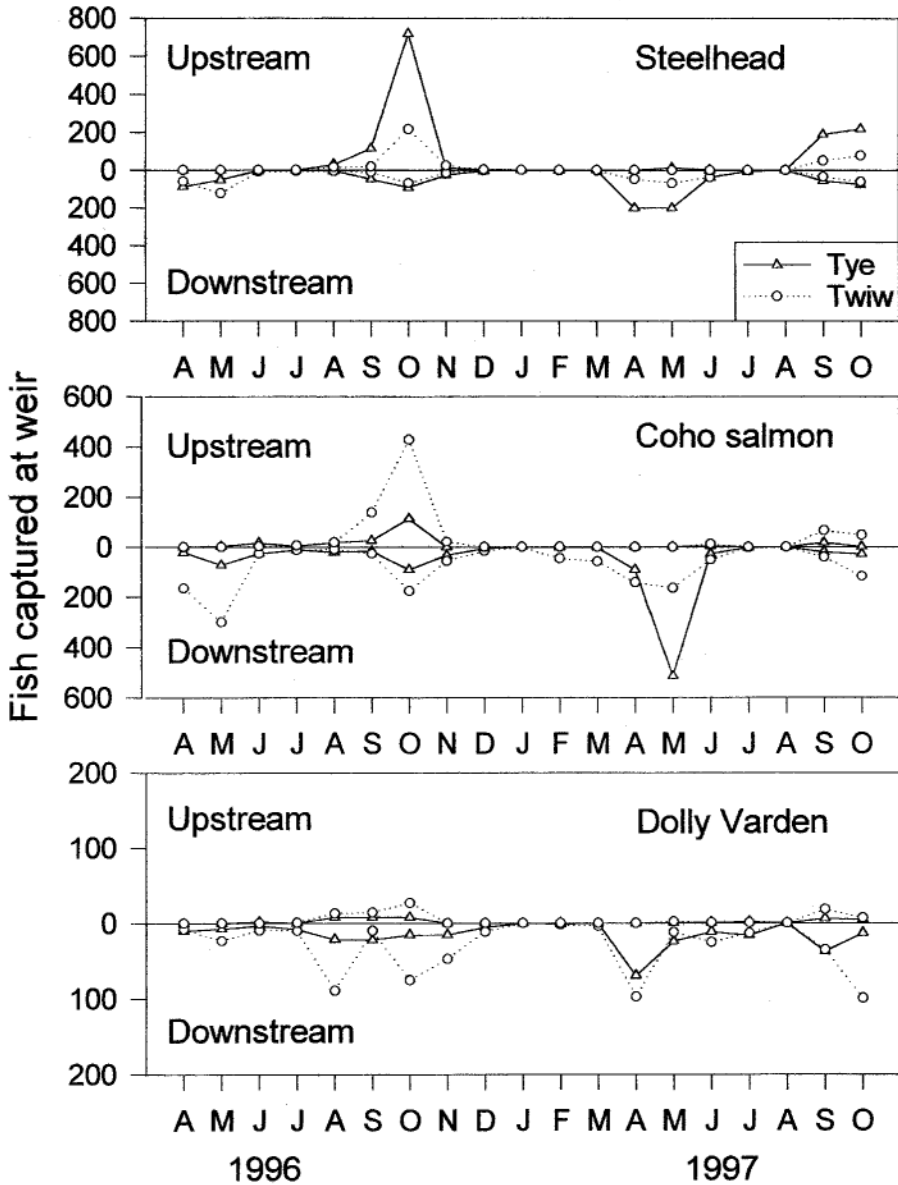 Fish captured at weir
800
600
400
200
0
200
400
600
800
Upstream
Steelhead
Downstream
Tye
Twiw
A M J J A S O N D J F M A M J J A S O
600
400
200
0
200
400
600
Upstream
Coho salmon
Downstream
A M J J A S O N D J F M A M J J A S O
200
100
0
100
200
Upstream
Dolly Varden
Downstream
A M J J A S O N D J F M A M J J A S O
1996 1997